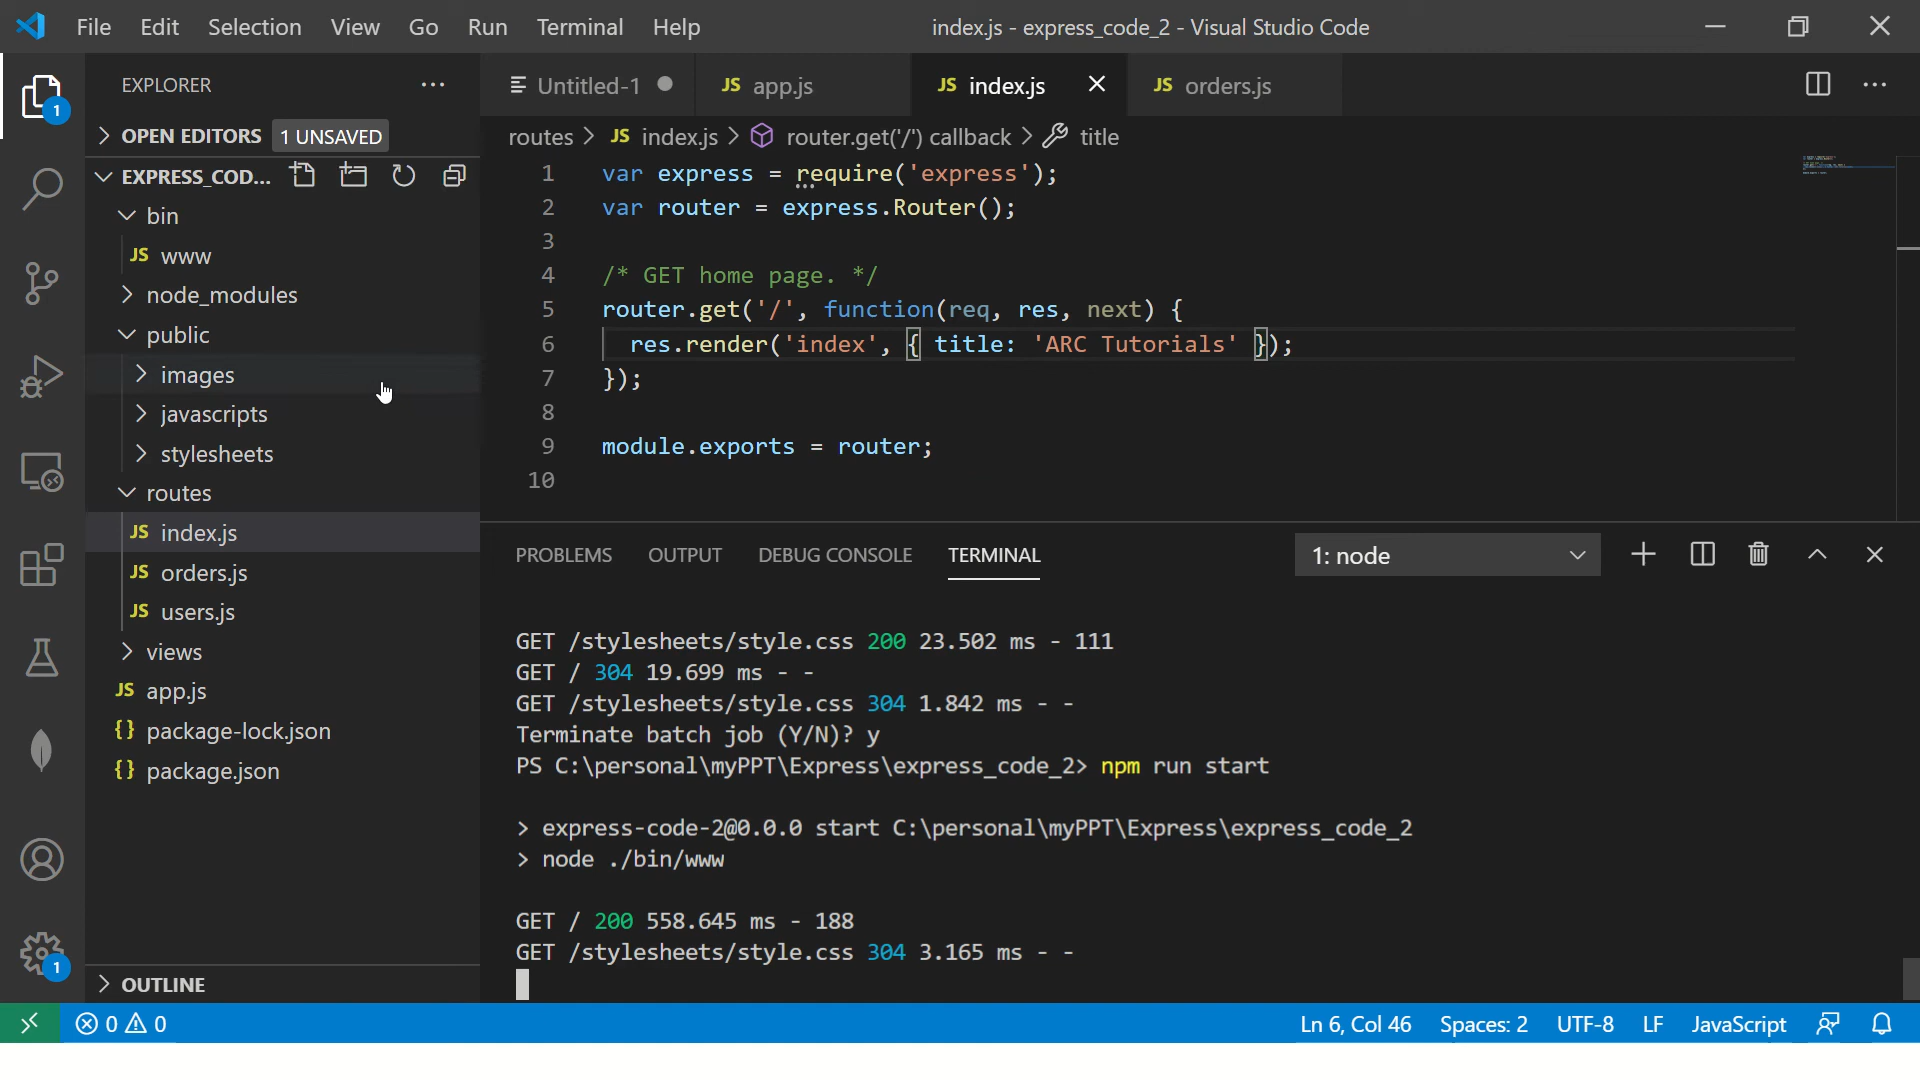 File Edit Selection View Go Run Terminal Help index.js - express_code_2 - Visual Studio Code
EXPLORER
OPEN EDITORS 1 UNSAVED
EXPRESS_COD...
bin
JS www
node_modules
public
images
javascripts
stylesheets
routes
JS index.js
JS orders.js
JS users.js
views
JS app.js
{} package-lock.json
{} package.json
OUTLINE
1
1
Untitled-1 JS app.js JS index.js JS orders.js
routes > JS index.js > router.get('/') callback > title
1 var express = require('express');
2 var router = express.Router();
3
4 /* GET home page. */
5 router.get('/', function(req, res, next) {
6 res.render('index', { title: 'ARC Tutorials' });
7 });
8
9 module.exports = router;
10
PROBLEMS OUTPUT DEBUG CONSOLE TERMINAL 1: node
GET /stylesheets/style.css 200 23.502 ms - 111
GET / 304 19.699 ms - -
GET /stylesheets/style.css 304 1.842 ms - -
Terminate batch job (Y/N)? y
PS C:\personal\myPPT\Express\express_code_2> npm run start
> express-code-2@0.0.0 start C:\personal\myPPT\Express\express_code_2
> node ./bin/www
GET / 200 558.645 ms - 188
GET /stylesheets/style.css 304 3.165 ms - -
0 0 Ln 6, Col 46 Spaces: 2 UTF-8 LF JavaScript